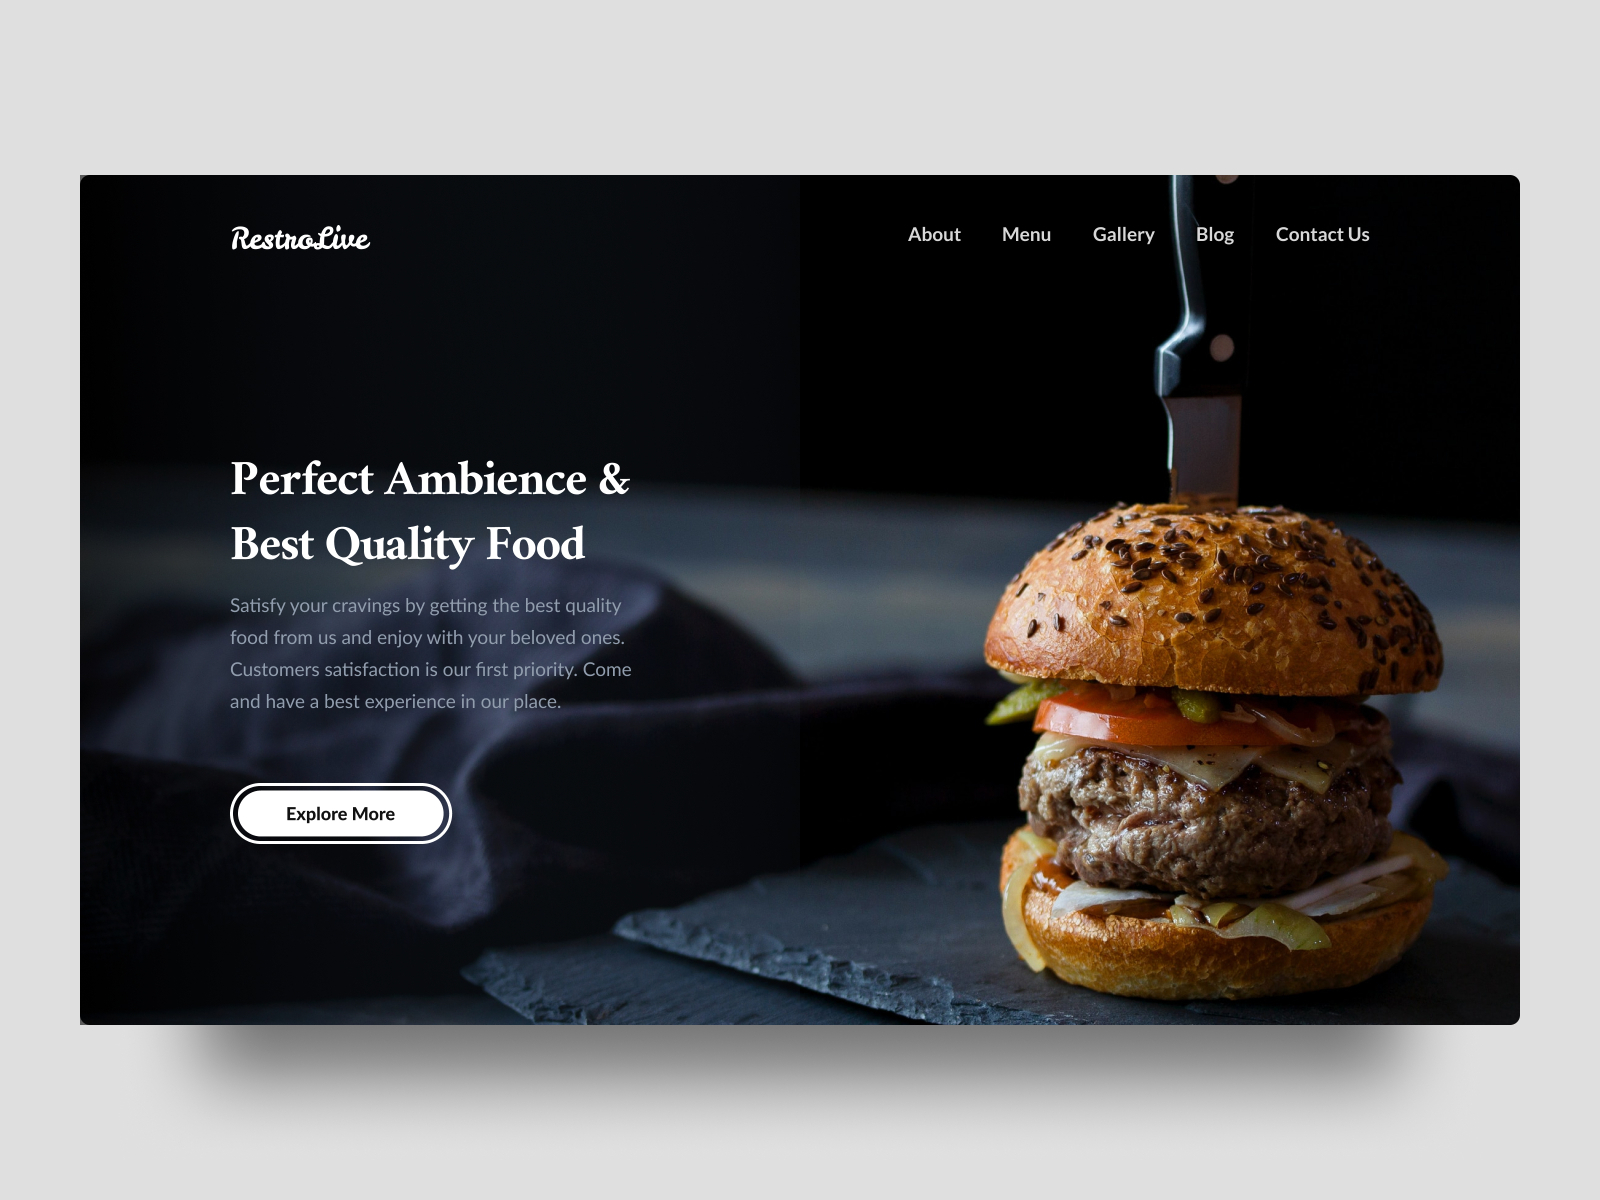 RestroLive
About Menu Gallery Blog Contact Us
Perfect Ambience &
Best Quality Food
Satisfy your cravings by getting the best quality
food from us and enjoy with your beloved ones.
Customers satisfaction is our first priority. Come
and have a best experience in our place.
Explore More